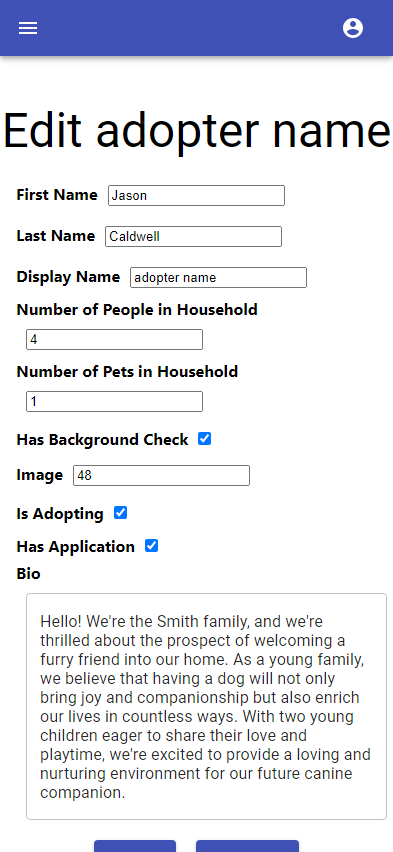 Edit adopter name
First Name Jason
Last Name Caldwell
Display Name adopter name
Number of People in Household
4
Number of Pets in Household
1
Has Background Check
Image 48
Is Adopting
Has Application
Bio
Hello! We're the Smith family, and we're
thrilled about the prospect of welcoming a
furry friend into our home. As a young family,
we believe that having a dog will not only
bring joy and companionship but also enrich
our lives in countless ways. With two young
children eager to share their love and
playtime, we're excited to provide a loving and
nurturing environment for our future canine
companion.